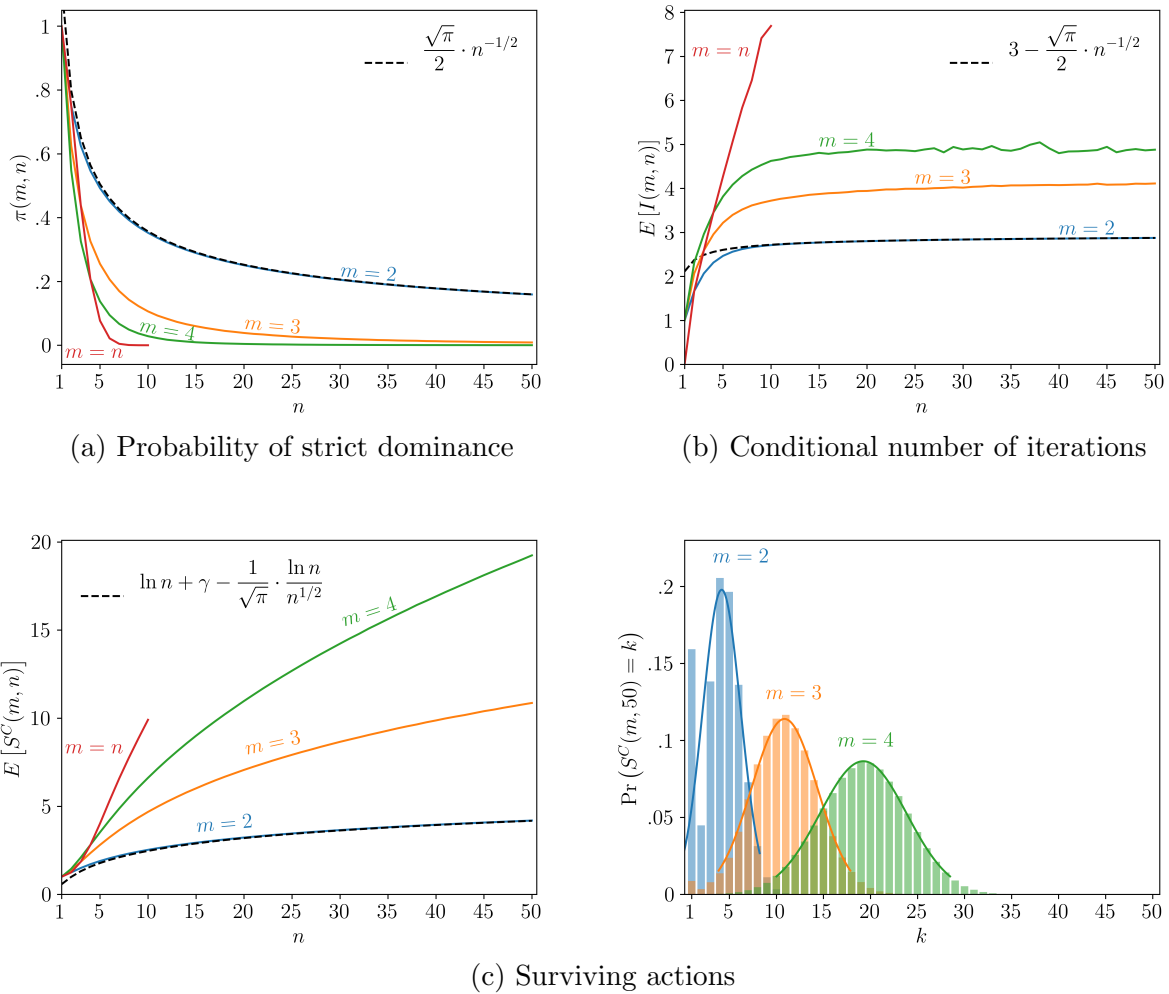 1
.8
.6
.4
.2
0
π(m, n)
√π/2 · n^{−1/2}
m = 2
m = 3
m = 4
m = n
1 5 10 15 20 25 30 35 40 45 50
n
(a) Probability of strict dominance
8
7
6
5
4
3
2
1
0
E [I(m, n)]
3 − √π/2 · n^{−1/2}
m = n
m = 4
m = 3
m = 2
1 5 10 15 20 25 30 35 40 45 50
n
(b) Conditional number of iterations
20
15
10
5
0
E [S^C(m, n)]
ln n + γ − 1/√π · ln n/n^{1/2}
m = 4
m = n
m = 3
m = 2
1 5 10 15 20 25 30 35 40 45 50
n
.2
.15
.1
.05
0
Pr (S^C(m, 50) = k)
m = 2
m = 3
m = 4
1 5 10 15 20 25 30 35 40 45 50
k
(c) Surviving actions